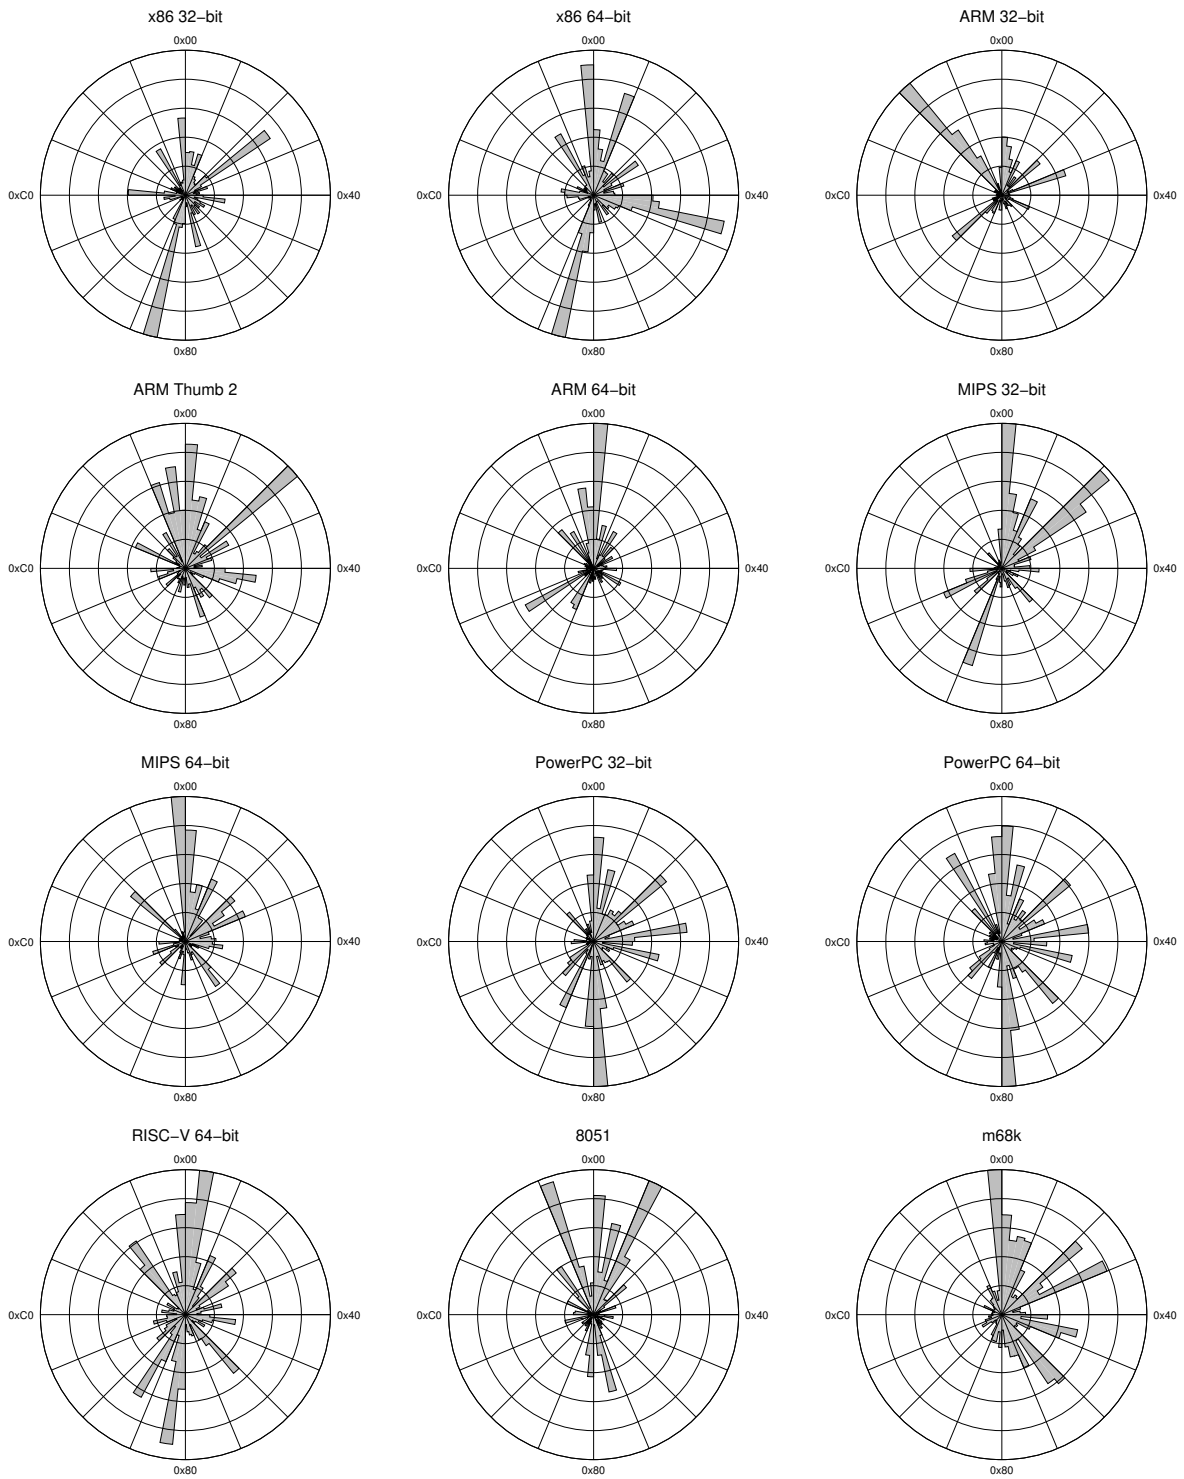 x86 32−bit
x86 64−bit
ARM 32−bit
0x00
0x00
0x00
0xC0
0x40
0xC0
0x40
0xC0
0x40
0x80
0x80
0x80
ARM Thumb 2
ARM 64−bit
MIPS 32−bit
0x00
0x00
0x00
0xC0
0x40
0xC0
0x40
0xC0
0x40
0x80
0x80
0x80
MIPS 64−bit
PowerPC 32−bit
PowerPC 64−bit
0x00
0x00
0x00
0xC0
0x40
0xC0
0x40
0xC0
0x40
0x80
0x80
0x80
RISC−V 64−bit
8051
m68k
0x00
0x00
0x00
0xC0
0x40
0xC0
0x40
0xC0
0x40
0x80
0x80
0x80